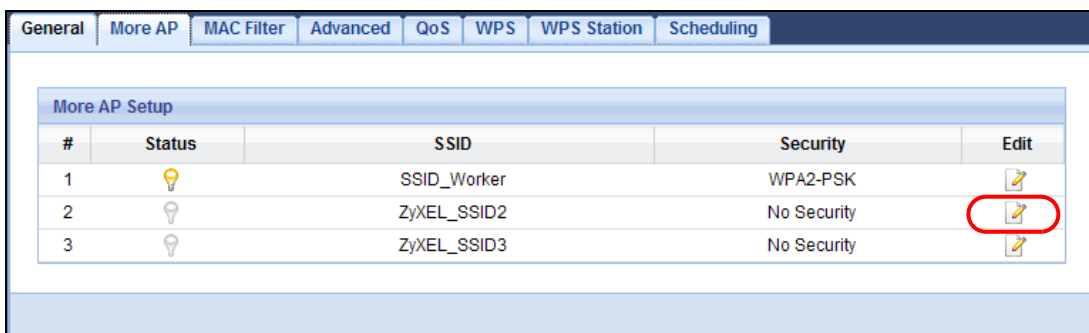 General More AP MAC Filter Advanced QoS WPS WPS Station Scheduling
More AP Setup
# Status SSID Security Edit
1 SSID_Worker WPA2-PSK
2 ZyXEL_SSID2 No Security
3 ZyXEL_SSID3 No Security